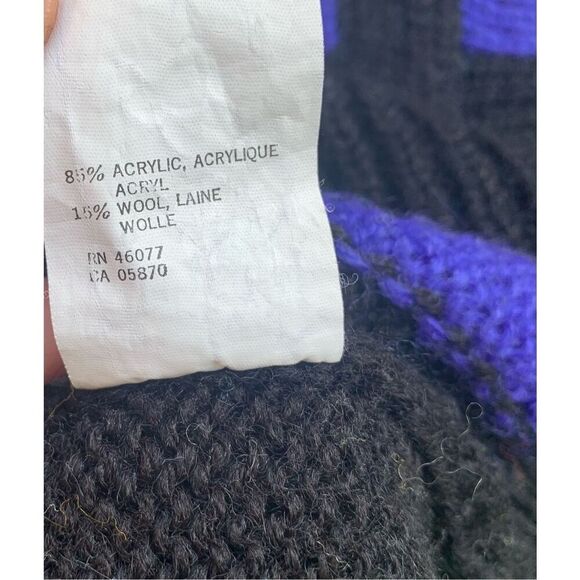 85% ACRYLIC, ACRYLIQUE
ACRYL
15% WOOL, LAINE
WOLLE
RN 46077
CA 05870